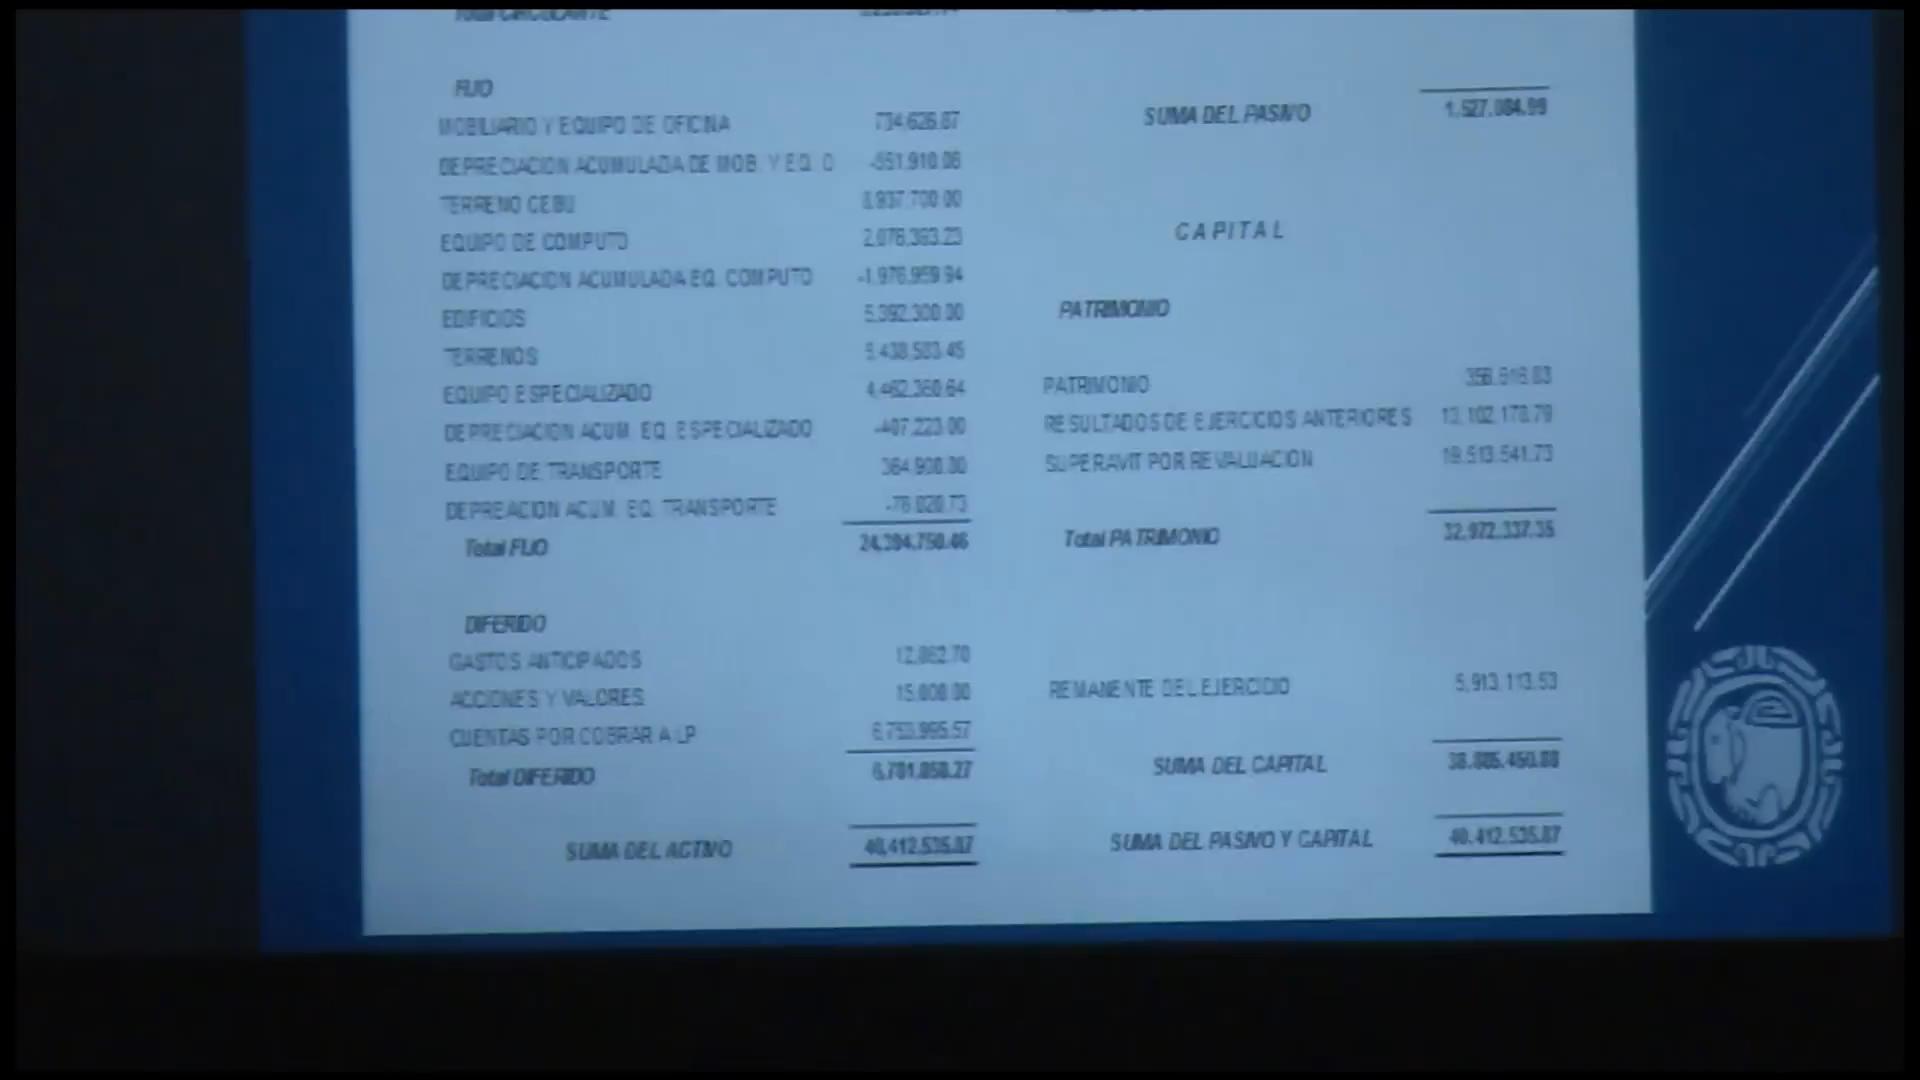 FIJO
MOBILIARIO Y EQUIPO DE OFICINA 734,626.87
SUMA DEL PASIVO 1,527,084.99
DEPRECIACION ACUMULADA DE MOB. Y EQ. O -551,910.06
TERRENO CEBU 8,937,700.00
EQUIPO DE COMPUTO 2,076,393.23
CAPITAL
DEPRECIACION ACUMULADA EQ. COMPUTO -1,976,959.94
EDIFICIOS 5,392,300.00
PATRIMONIO
TERRENOS 5,438,583.45
EQUIPO ESPECIALIZADO 4,462,360.64
PATRIMONIO 356,616.83
DEPRECIACION ACUM. EQ. ESPECIALIZADO -407,223.00
RESULTADOS DE EJERCICIOS ANTERIORES 13,102,178.79
EQUIPO DE TRANSPORTE 364,900.00
SUPERAVIT POR REVALUACION 19,513,541.73
DEPREACION ACUM. EQ. TRANSPORTE -76,020.73
Total FIJO 24,394,750.46
Total PATRIMONIO 32,972,337.35
DIFERIDO
GASTOS ANTICIPADOS 12,862.70
ACCIONES Y VALORES 15,000.00
REMANENTE DEL EJERCICIO 5,913,113.53
CUENTAS POR COBRAR A LP 6,753,995.57
Total DIFERIDO 6,781,858.27
SUMA DEL CAPITAL 38,885,450.88
SUMA DEL ACTIVO 40,412,535.87
SUMA DEL PASIVO Y CAPITAL 40,412,535.87